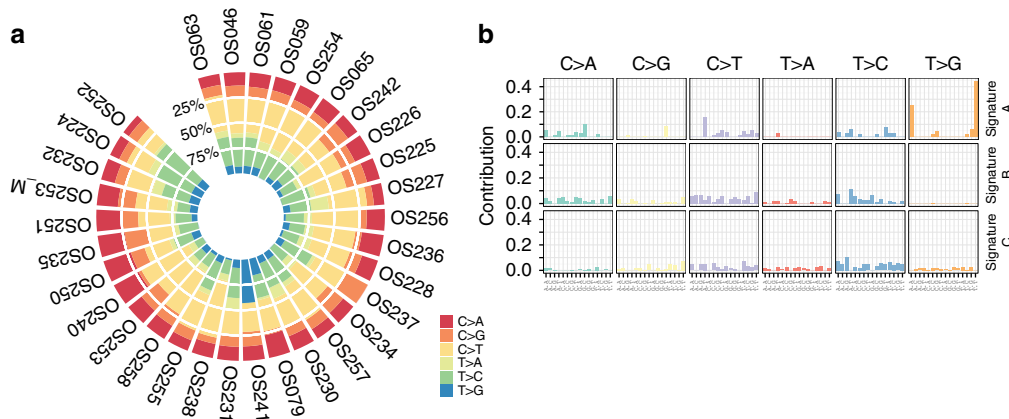 a
OS063
OS046
OS061
OS059
OS254
OS065
OS242
OS226
OS225
OS227
OS256
OS236
OS228
OS237
OS234
OS257
OS230
OS079
OS241
OS231
OS238
OS255
OS258
OS253
OS240
OS250
OS235
OS251
OS253_M
OS232
OS224
OS252
25%
50%
75%
C>A
C>G
C>T
T>A
T>C
T>G
b
C>A C>G C>T T>A T>C T>G
Contribution
0.4
0.2
0.0
Signature A
0.4
0.2
0.0
Signature B
0.4
0.2
0.0
Signature C